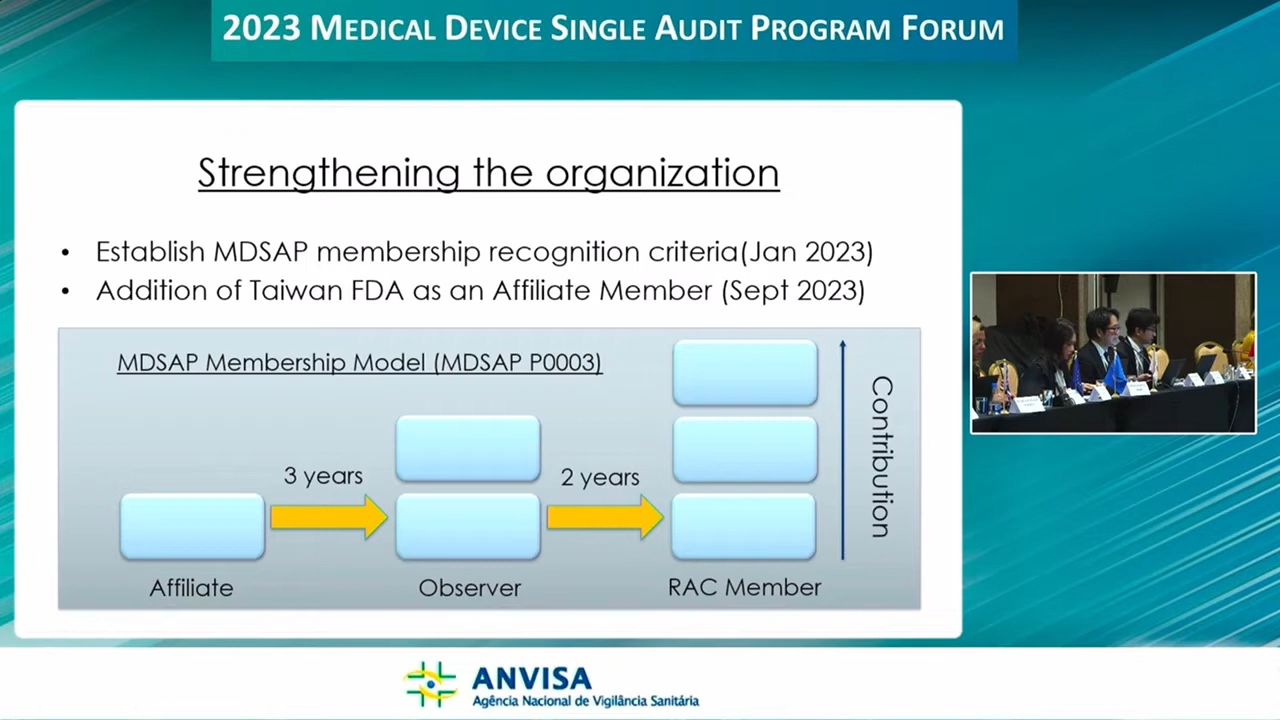 2023 MEDICAL DEVICE SINGLE AUDIT PROGRAM FORUM
Strengthening the organization
• Establish MDSAP membership recognition criteria(Jan 2023)
• Addition of Taiwan FDA as an Affiliate Member (Sept 2023)
MDSAP Membership Model (MDSAP P0003)
3 years
2 years
Contribution
Affiliate
Observer
RAC Member
ANVISA
Agência Nacional de Vigilância Sanitária